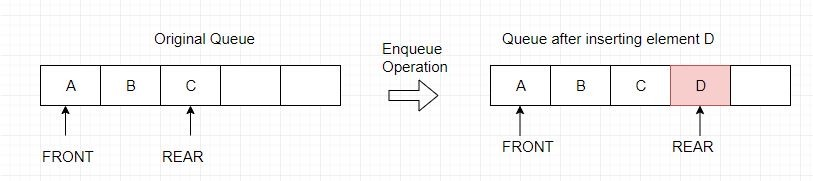 Original Queue
A B C
FRONT REAR
Enqueue
Operation
Queue after inserting element D
A B C D
FRONT REAR